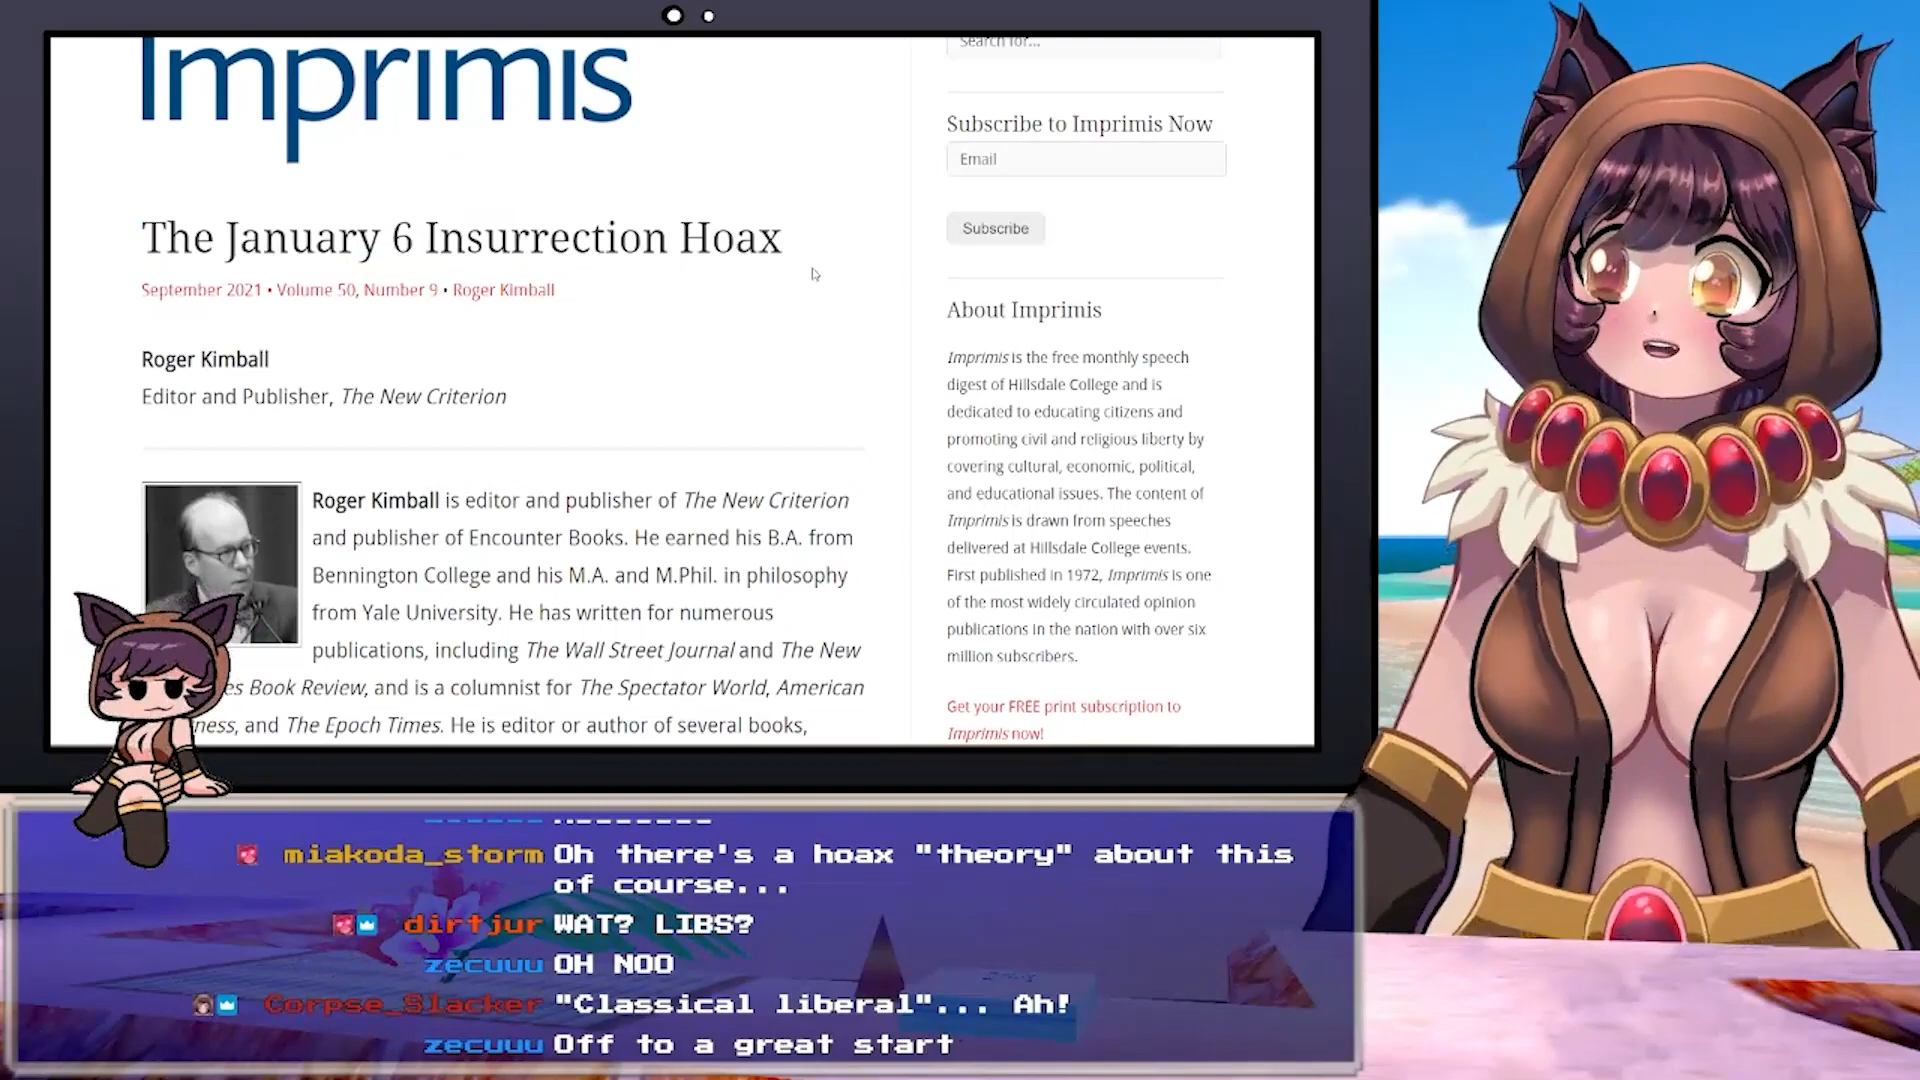 Imprimis
The January 6 Insurrection Hoax
September 2021 • Volume 50, Number 9 • Roger Kimball
Roger Kimball
Editor and Publisher, The New Criterion
Roger Kimball is editor and publisher of The New Criterion
and publisher of Encounter Books. He earned his B.A. from
Bennington College and his M.A. and M.Phil. in philosophy
from Yale University. He has written for numerous
publications, including The Wall Street Journal and The New
es Book Review, and is a columnist for The Spectator World, American
ness, and The Epoch Times. He is editor or author of several books,
Search for...
Subscribe to Imprimis Now
Email
Subscribe
About Imprimis
Imprimis is the free monthly speech
digest of Hillsdale College and is
dedicated to educating citizens and
promoting civil and religious liberty by
covering cultural, economic, political,
and educational issues. The content of
Imprimis is drawn from speeches
delivered at Hillsdale College events.
First published in 1972, Imprimis is one
of the most widely circulated opinion
publications in the nation with over six
million subscribers.
Get your FREE print subscription to
Imprimis now!
miakoda_storm Oh there's a hoax "theory" about this
of course...
dirtjur WAT? LIBS?
zecuuu OH NOO
Corpse_Slacker "Classical liberal"... Ah!
zecuuu Off to a great start